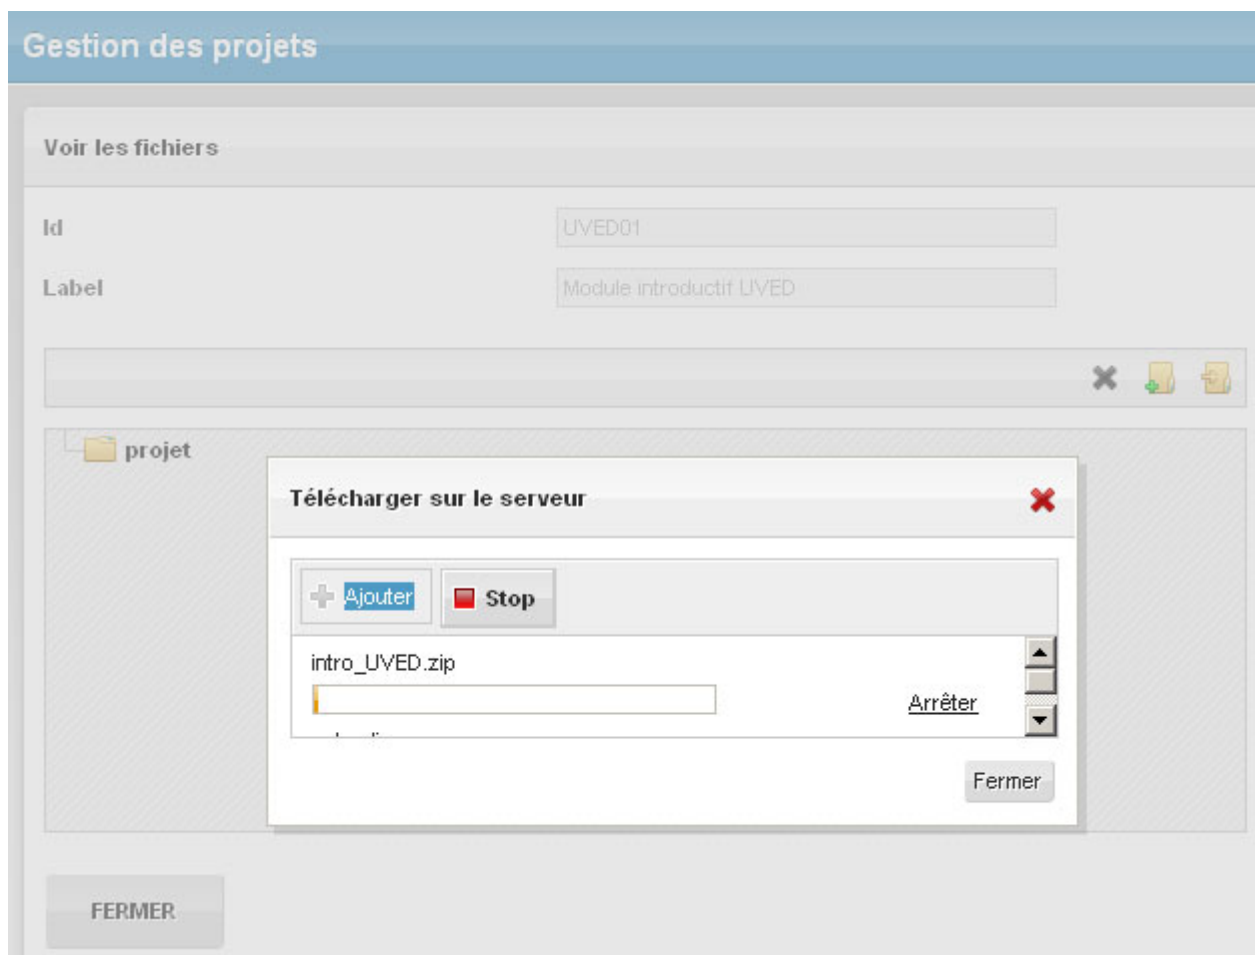 Gestion des projets
Voir les fichiers
Id UVED01
Label Module introductif UVED
projet
Télécharger sur le serveur
Ajouter Stop
intro_UVED.zip
Arrêter
Fermer
FERMER